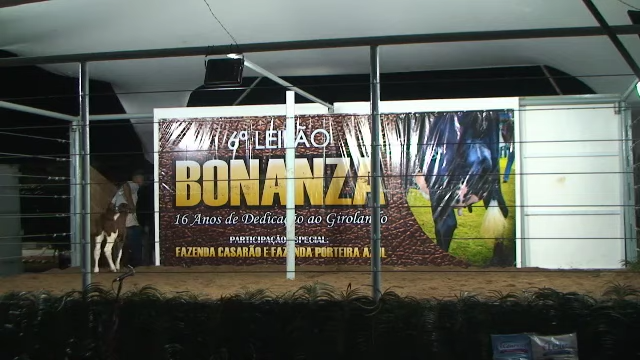 6º LEILÃO
BONANZA
16 Anos de Dedicação ao Girolando
PARTICIPAÇÃO ESPECIAL:
FAZENDA CASARÃO E FAZENDA PORTEIRA AZUL